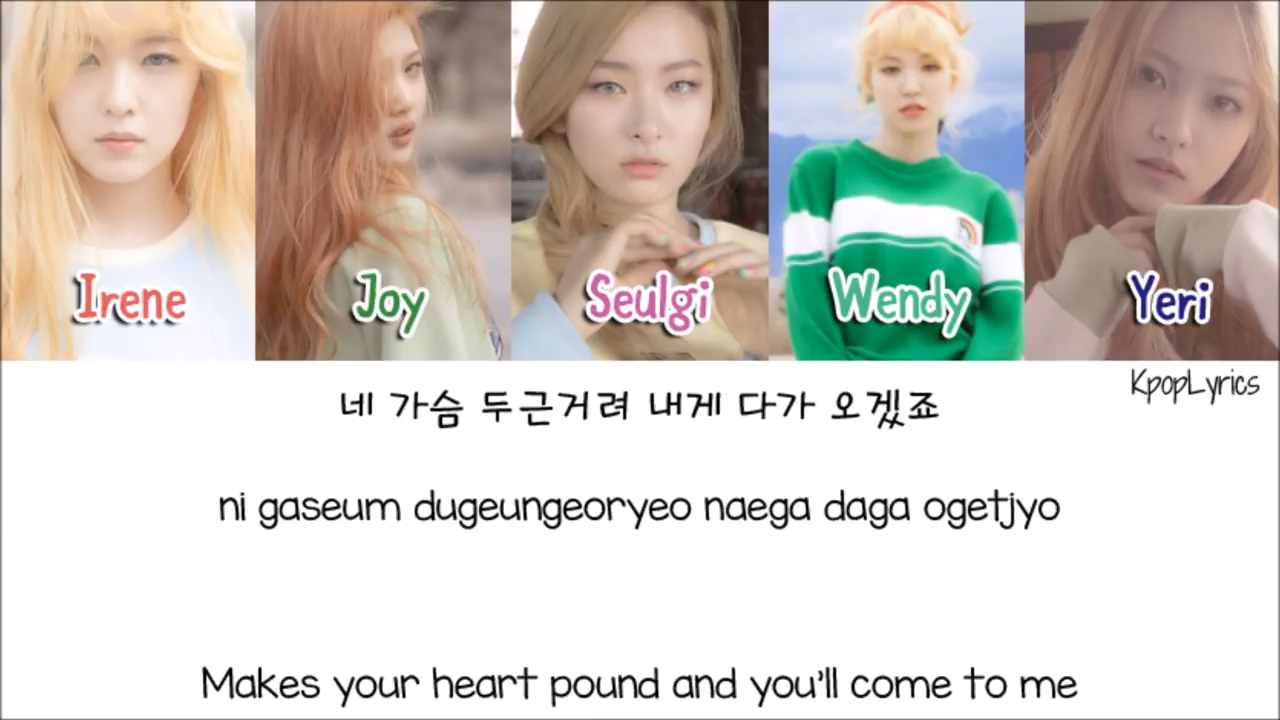 Irene
Joy
Seulgi
Wendy
Yeri
KpopLyrics
네 가슴 두근거려 내게 다가 오겠죠
ni gaseum dugeungeoryeo naega daga ogetjyo
Makes your heart pound and you'll come to me